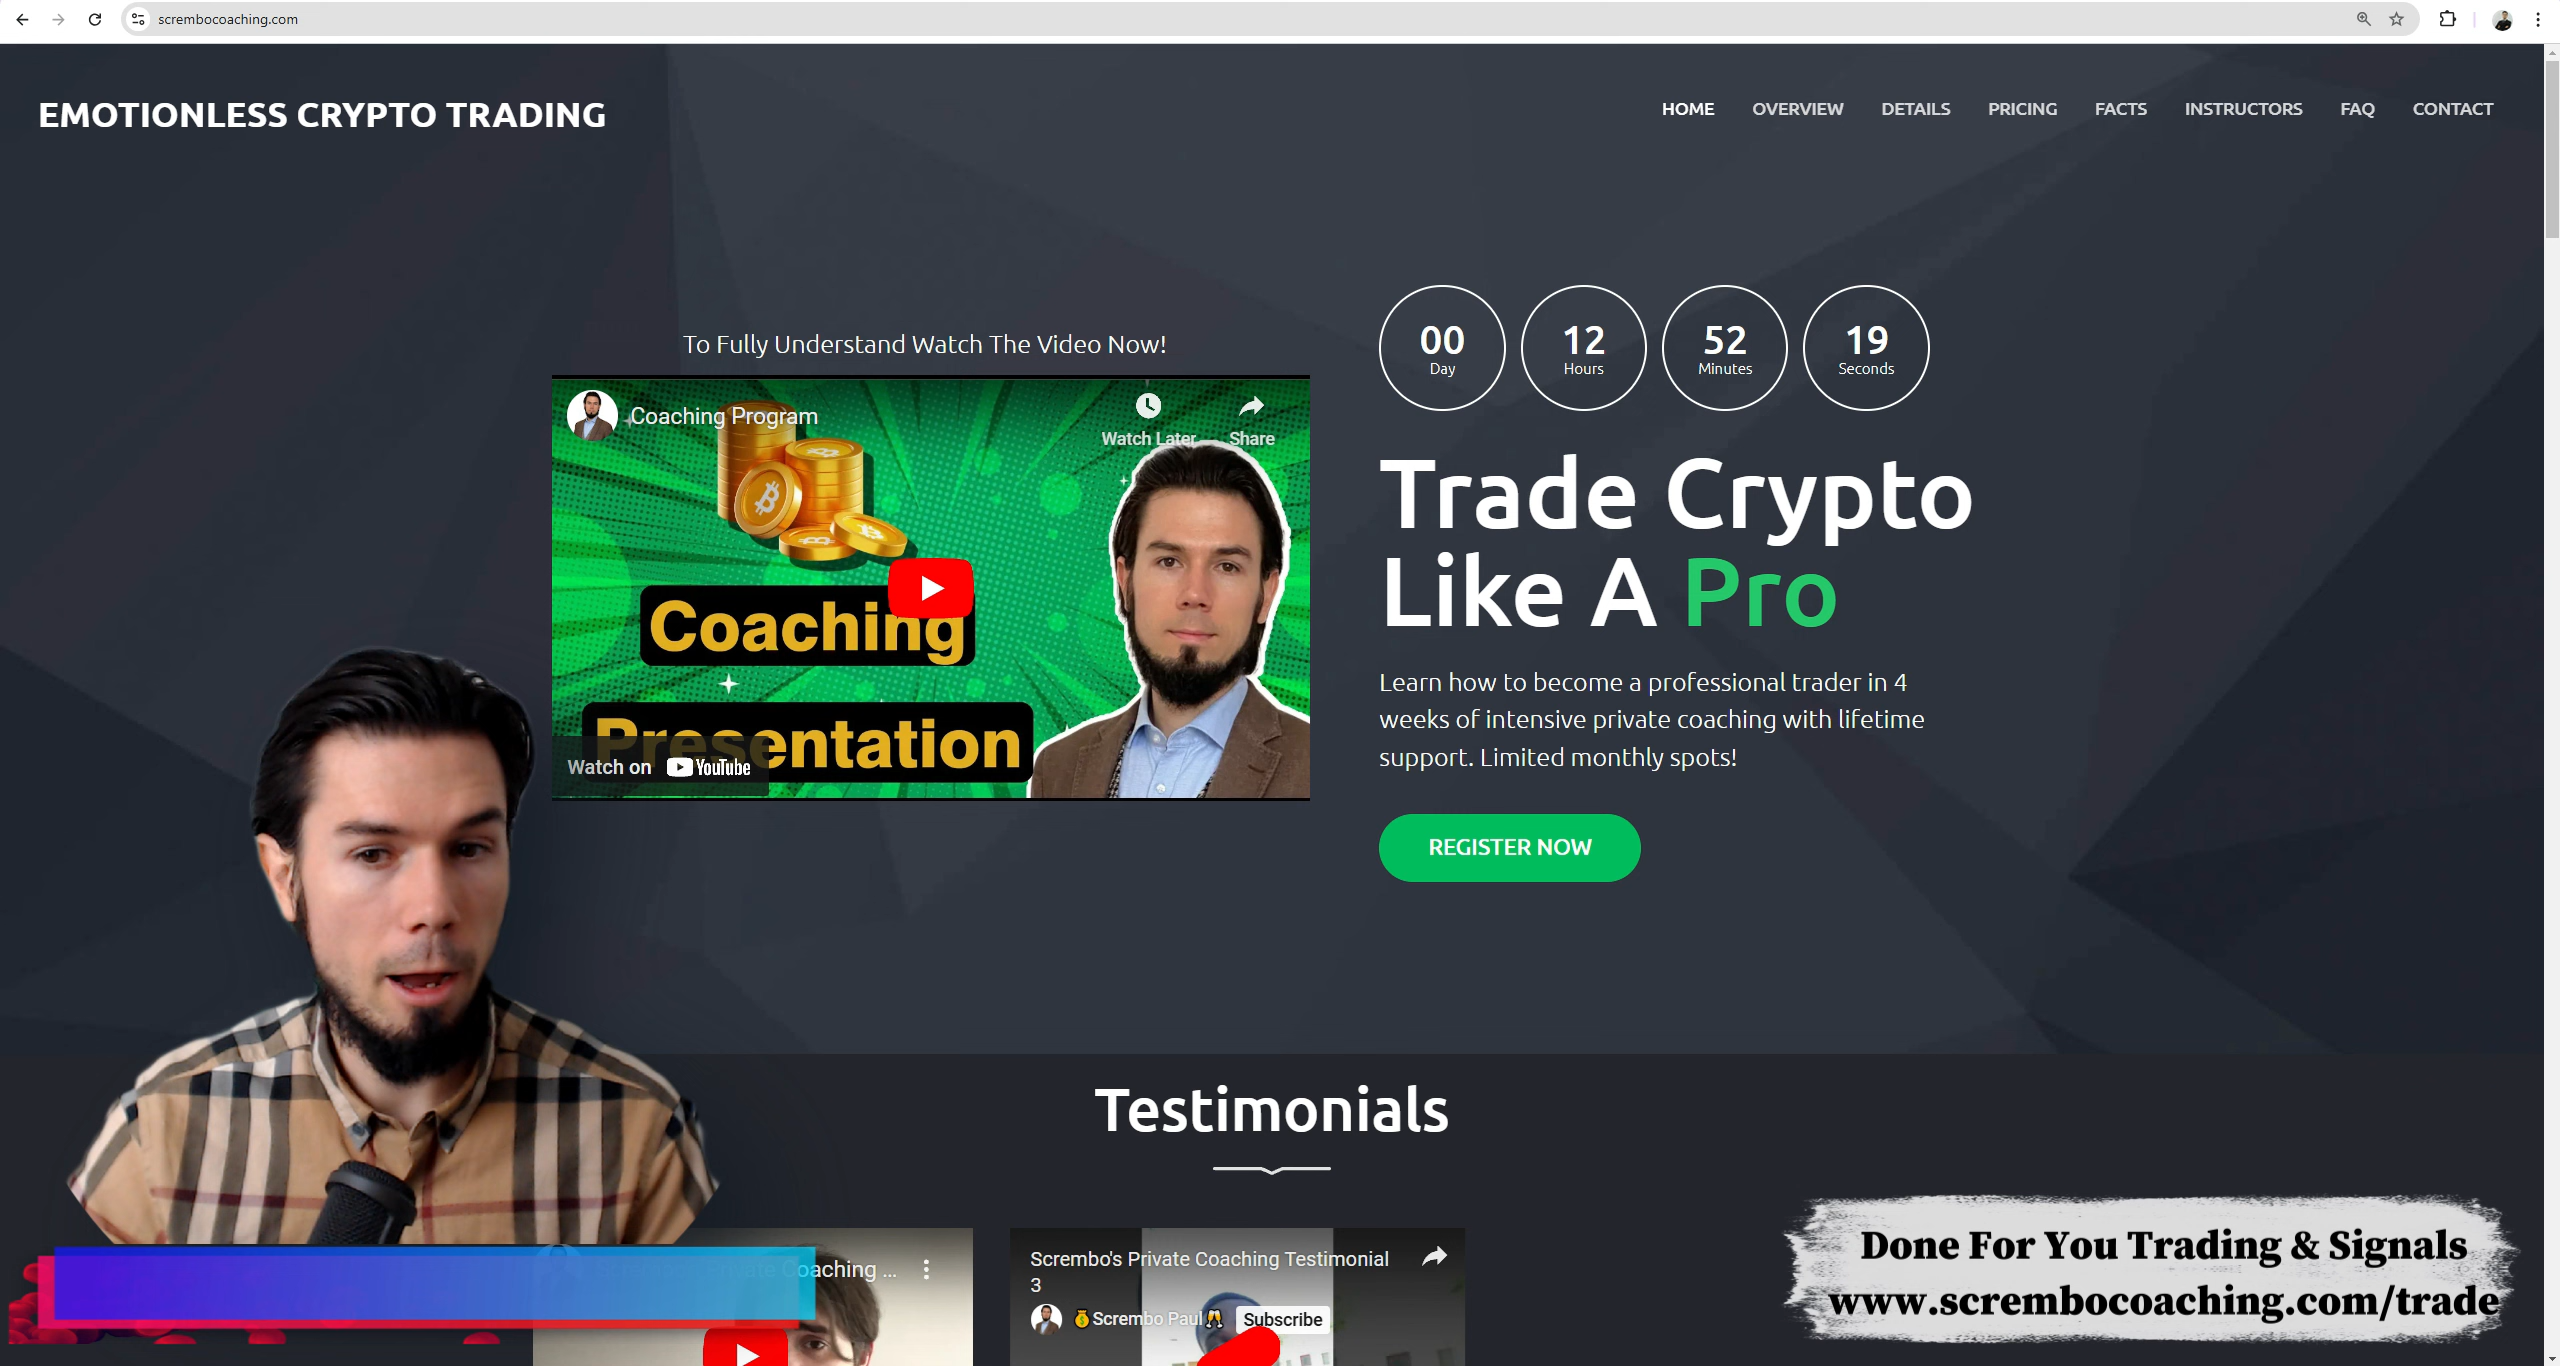 scrembocoaching.com
EMOTIONLESS CRYPTO TRADING
HOME OVERVIEW DETAILS PRICING FACTS INSTRUCTORS FAQ CONTACT
To Fully Understand Watch The Video Now!
Coaching Program
Watch Later
Share
Coaching
Presentation
Watch on YouTube
00 12 52 19
Day Hours Minutes Seconds
Trade Crypto
Like A Pro
Learn how to become a professional trader in 4
weeks of intensive private coaching with lifetime
support. Limited monthly spots!
REGISTER NOW
Testimonials
Private Coaching ...
Scrembo's Private Coaching Testimonial
3
Scrembo Paul
Subscribe
Done For You Trading & Signals
www.scrembocoaching.com/trade